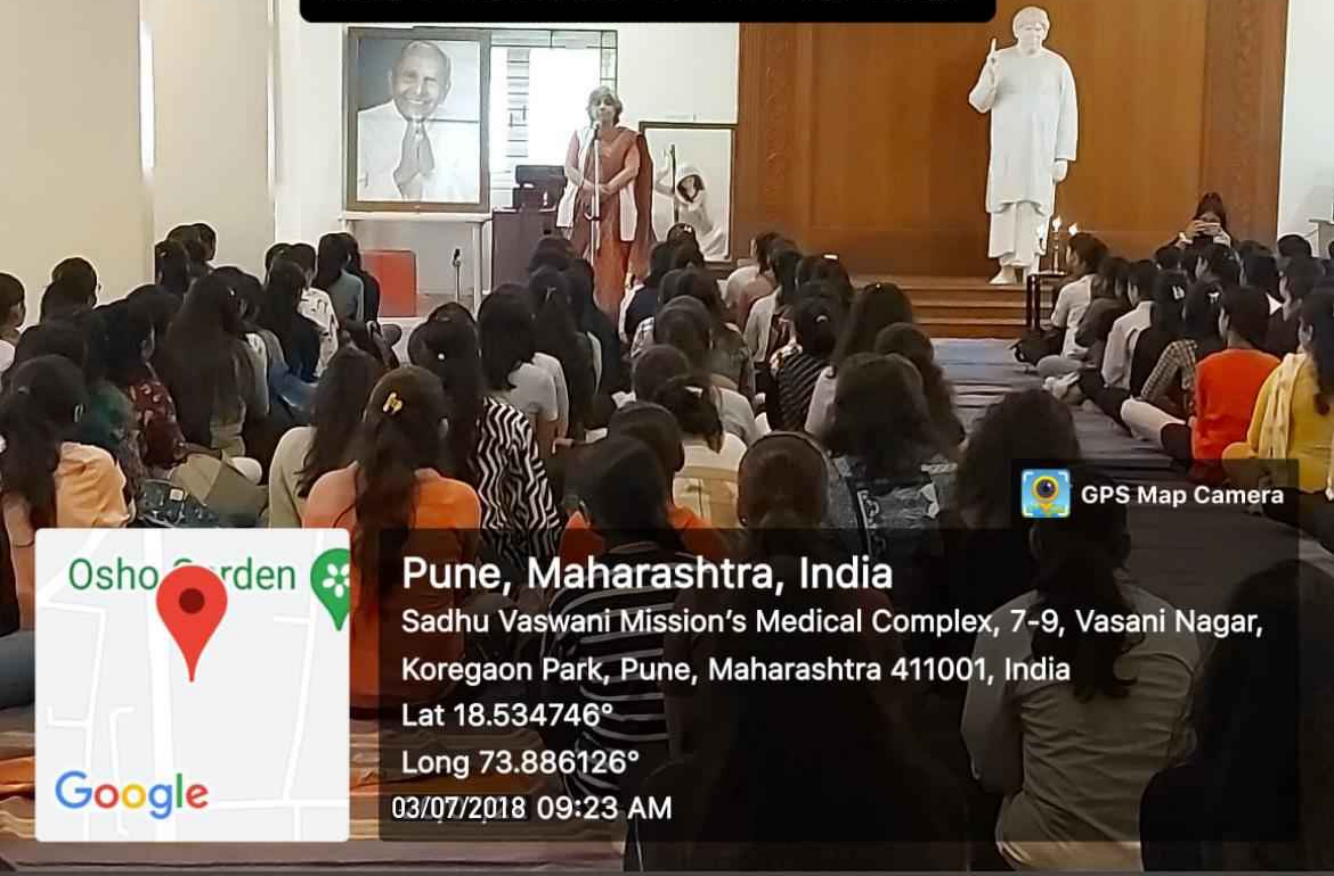 GPS Map Camera
Osho Garden
Pune, Maharashtra, India
Sadhu Vaswani Mission's Medical Complex, 7-9, Vasani Nagar,
Koregaon Park, Pune, Maharashtra 411001, India
Lat 18.534746°
Long 73.886126°
03/07/2018 09:23 AM
Google